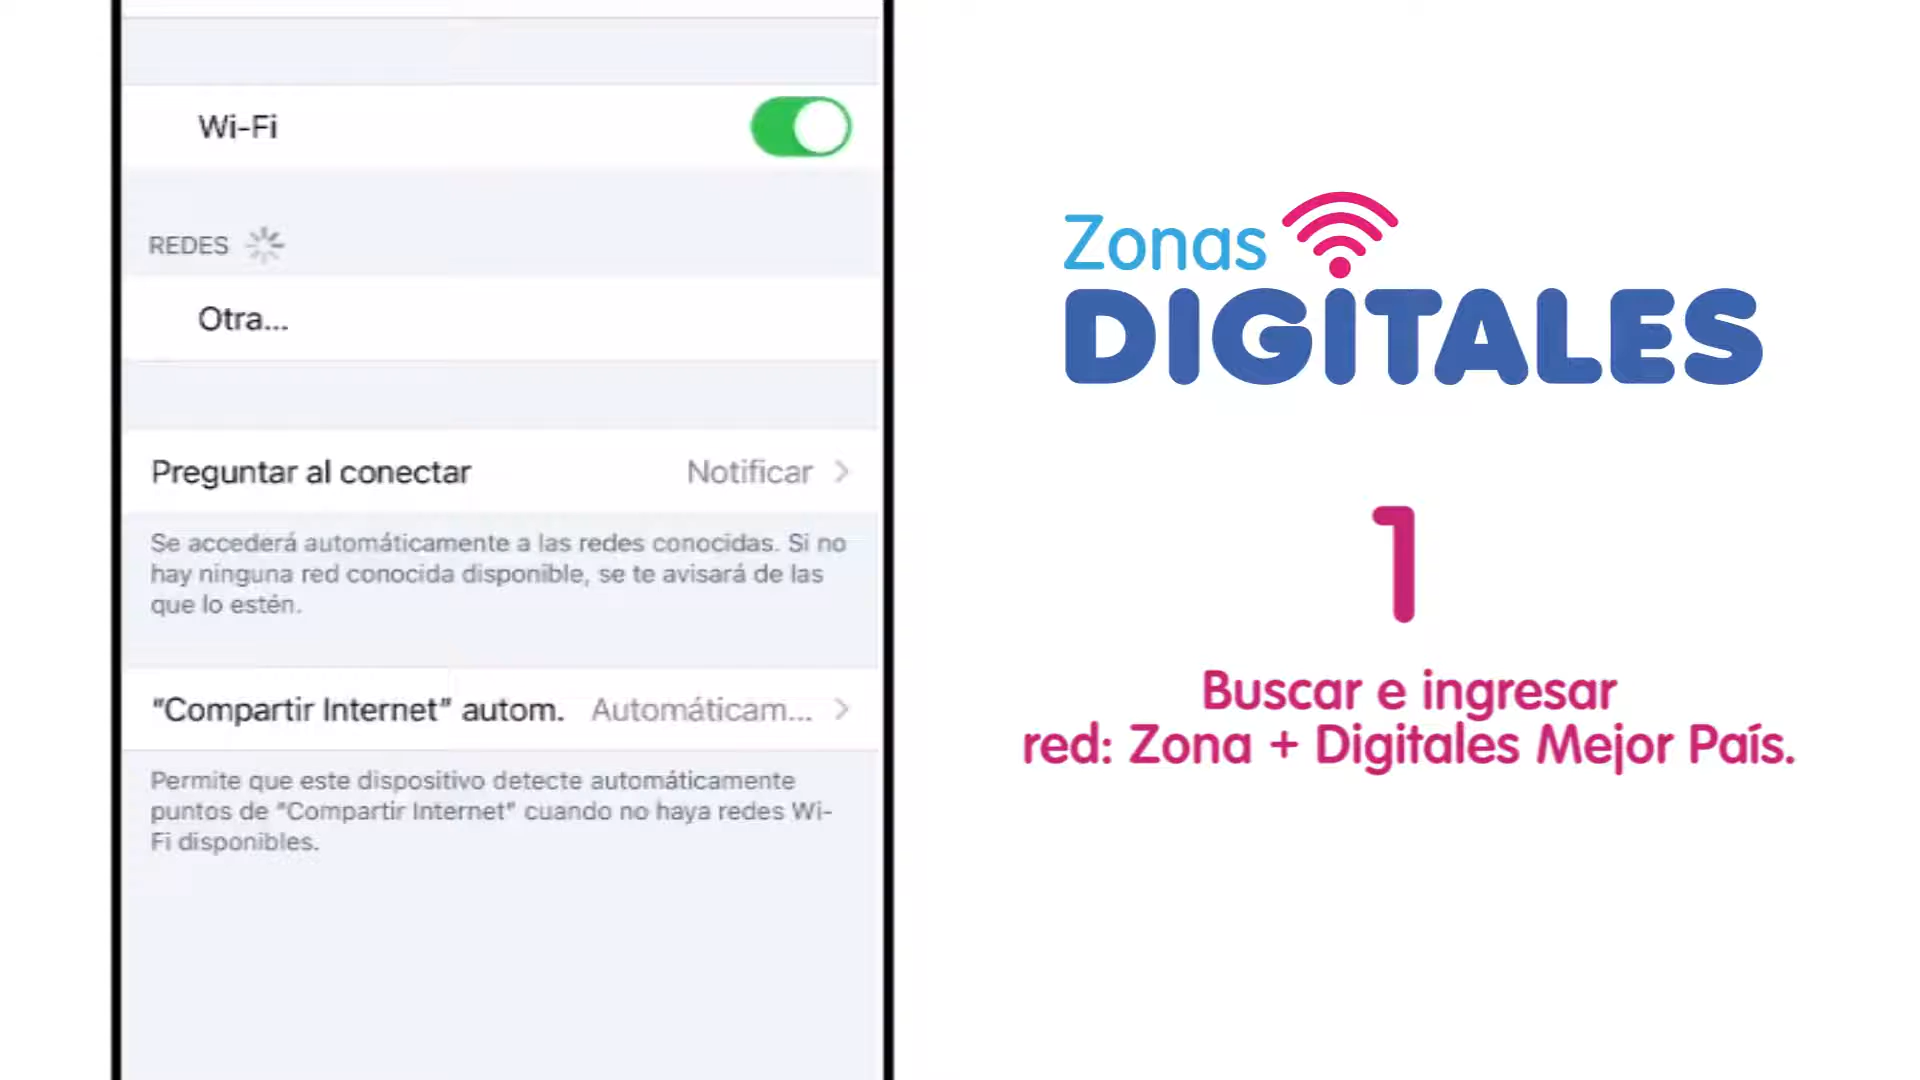 Wi-Fi
REDES
Otra...
Preguntar al conectar Notificar
Se accederá automáticamente a las redes conocidas. Si no
hay ninguna red conocida disponible, se te avisará de las
que lo estén.
"Compartir Internet" autom. Automáticam...
Permite que este dispositivo detecte automáticamente
puntos de "Compartir Internet" cuando no haya redes Wi-
Fi disponibles.
Zonas
DIGITALES
1
Buscar e ingresar
red: Zona + Digitales Mejor País.